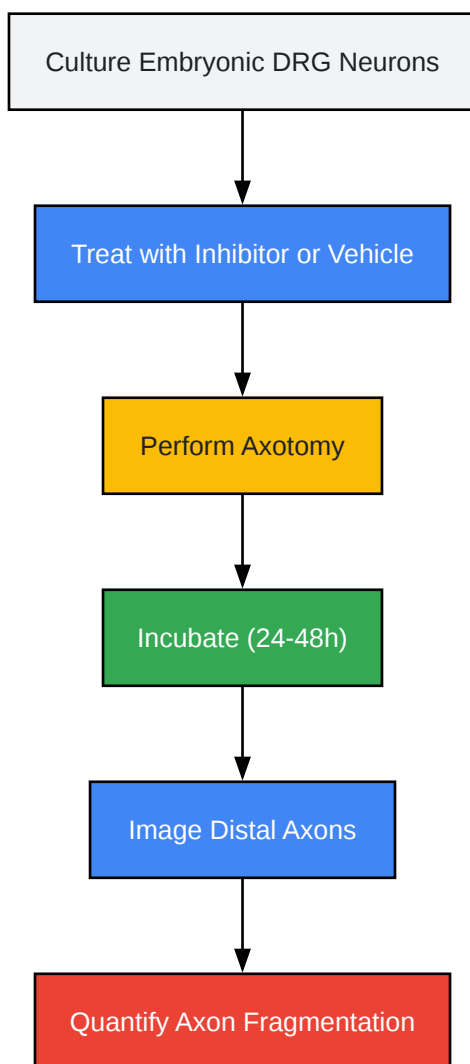 Culture Embryonic DRG Neurons
Treat with Inhibitor or Vehicle
Perform Axotomy
Incubate (24-48h)
Image Distal Axons
Quantify Axon Fragmentation